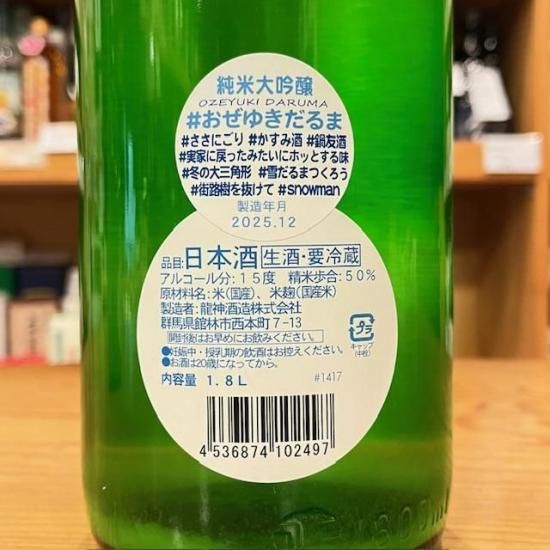 純米大吟醸
OZEYUKI DARUMA
#おぜゆきだるま
#ささにごり #かすみ酒 #鍋友酒
#実家に戻ったみたいにホッとする味
#冬の大三角形 #雪だるまつくろう
#街路樹を抜けて #snowman
製造年月
2025.12
品目:日本酒 生酒・要冷蔵
アルコール分:15度 精米歩合:50%
原材料名:米(国産)、米麹(国産米)
製造者:龍神酒造株式会社
群馬県館林市西本町7-13
開封後はお早めにお飲みください。
●妊娠中・授乳期の飲酒はお控えください。
●お酒は20歳になってから。
プラ
キャップ
(中栓)
内容量 1.8L #1417
4 536874 102497